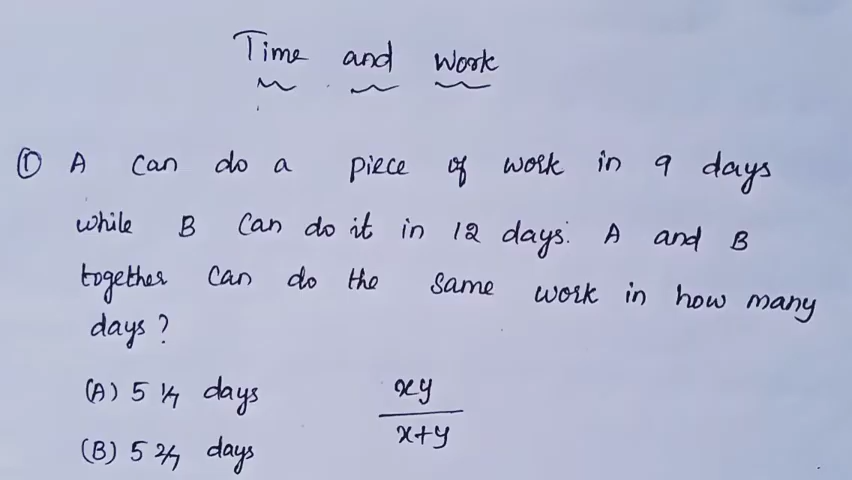 Time and Work
① A can do a piece of work in 9 days
while B can do it in 12 days. A and B
together can do the same work in how many
days?
(A) 5 1/7 days
(B) 5 2/7 days
xy
x+y